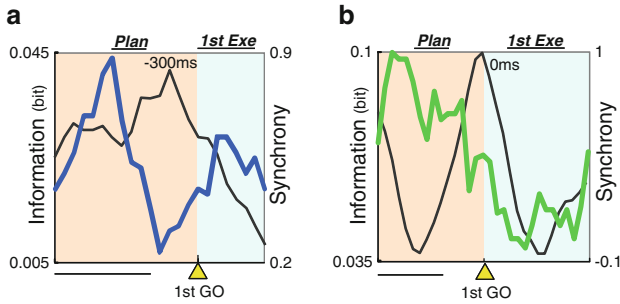 a
Plan
1st Exe
0.045
-300ms
0.9
Information (bit)
Synchrony
0.005
0.2
1st GO
b
Plan
1st Exe
0.1
0ms
1
Information (bit)
Synchrony
0.035
-0.1
1st GO